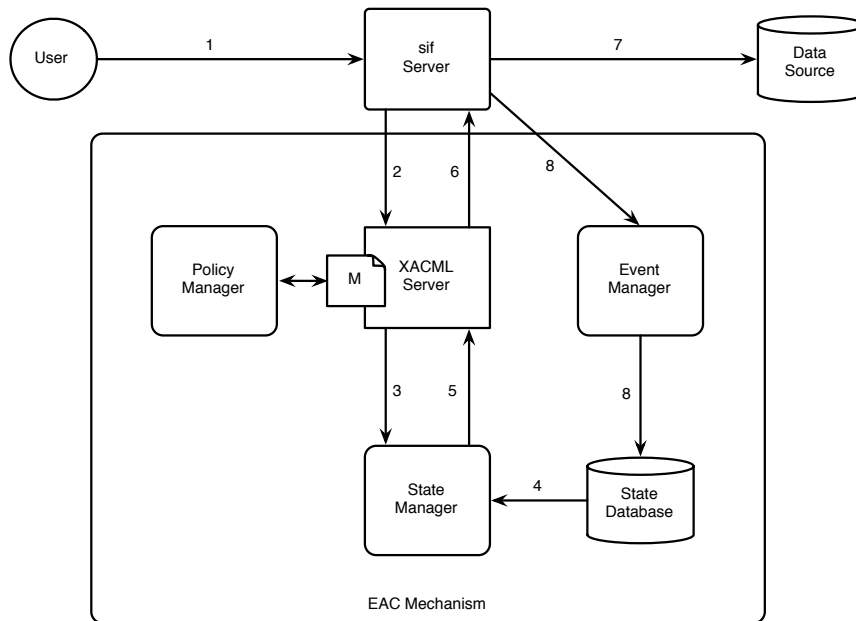 User
1
sif
Server
7
Data
Source
2
6
8
Policy
Manager
M
XACML
Server
Event
Manager
3
5
8
State
Manager
4
State
Database
EAC Mechanism